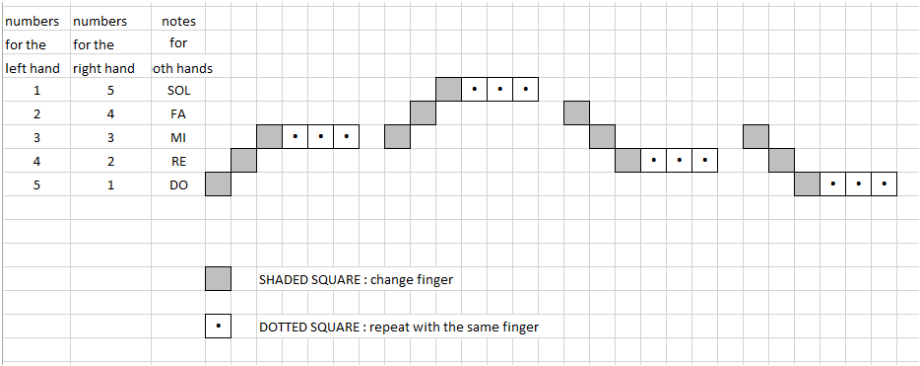 numbers numbers notes
for the for the for
left hand right hand oth hands
1 5 SOL
2 4 FA
3 3 MI
4 2 RE
5 1 DO
SHADED SQUARE : change finger
DOTTED SQUARE : repeat with the same finger